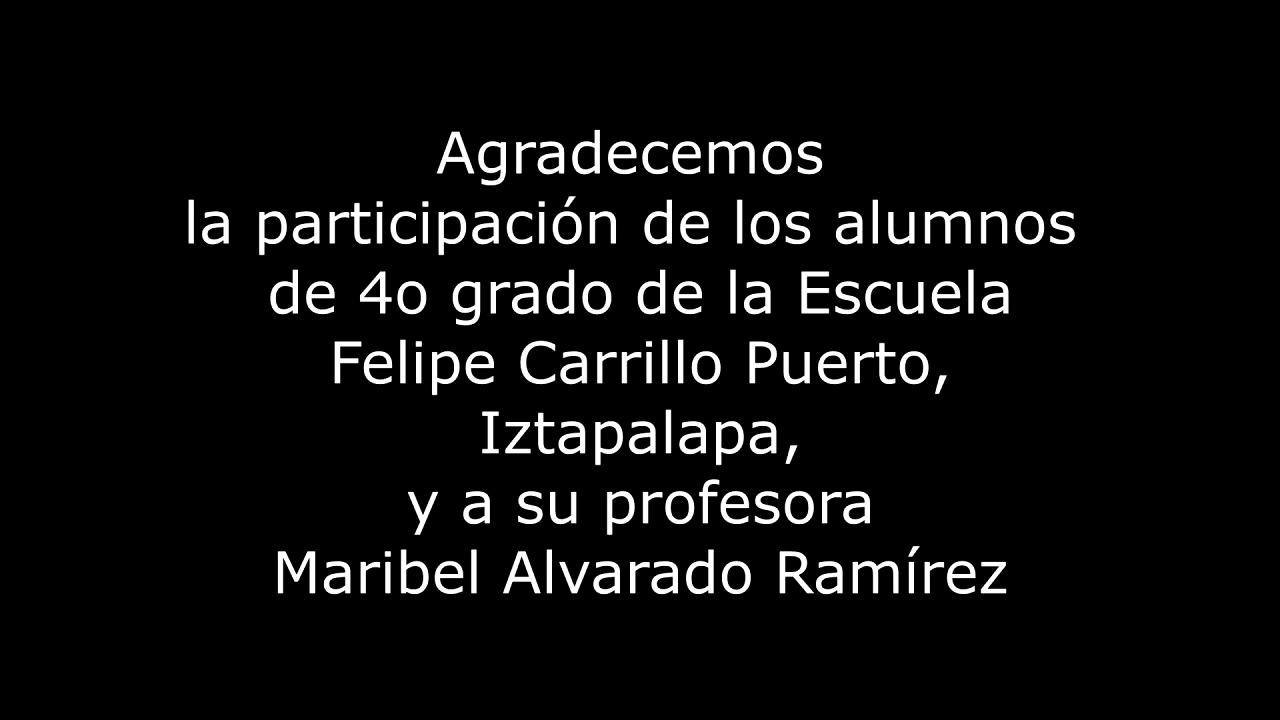 Agradecemos
la participación de los alumnos
de 4o grado de la Escuela
Felipe Carrillo Puerto,
Iztapalapa,
y a su profesora
Maribel Alvarado Ramírez